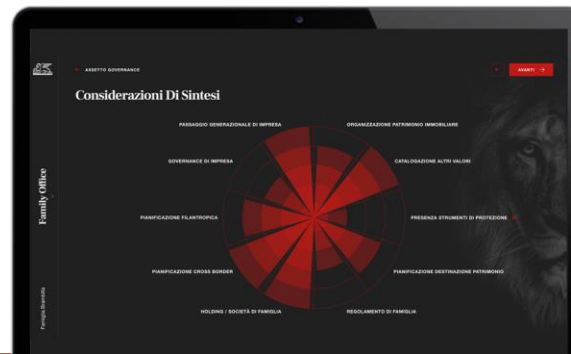 ASSETTO GOVERNANCE
AVANTI
Considerazioni Di Sintesi
PASSAGGIO GENERAZIONALE DI IMPRESA
ORGANIZZAZIONE PATRIMONIO IMMOBILIARE
GOVERNANCE DI IMPRESA
CATALOGAZIONE ALTRI VALORI
PIANIFICAZIONE FILANTROPICA
PRESENZA STRUMENTI DI PROTEZIONE
PIANIFICAZIONE CROSS BORDER
PIANIFICAZIONE DESTINAZIONE PATRIMONIO
HOLDING / SOCIETÀ DI FAMIGLIA
REGOLAMENTO DI FAMIGLIA
Family Office